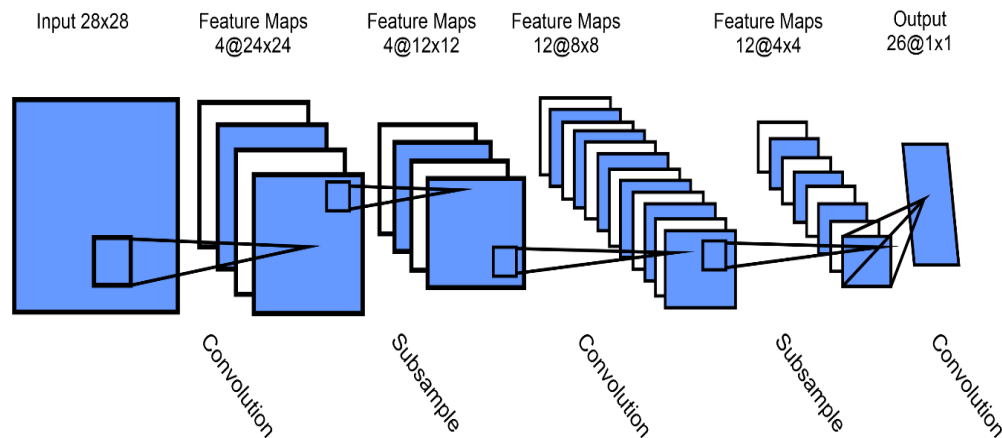 Input 28x28
Feature Maps
4@24x24
Feature Maps
4@12x12
Feature Maps
12@8x8
Feature Maps
12@4x4
Output
26@1x1
Convolution
Subsample
Convolution
Subsample
Convolution